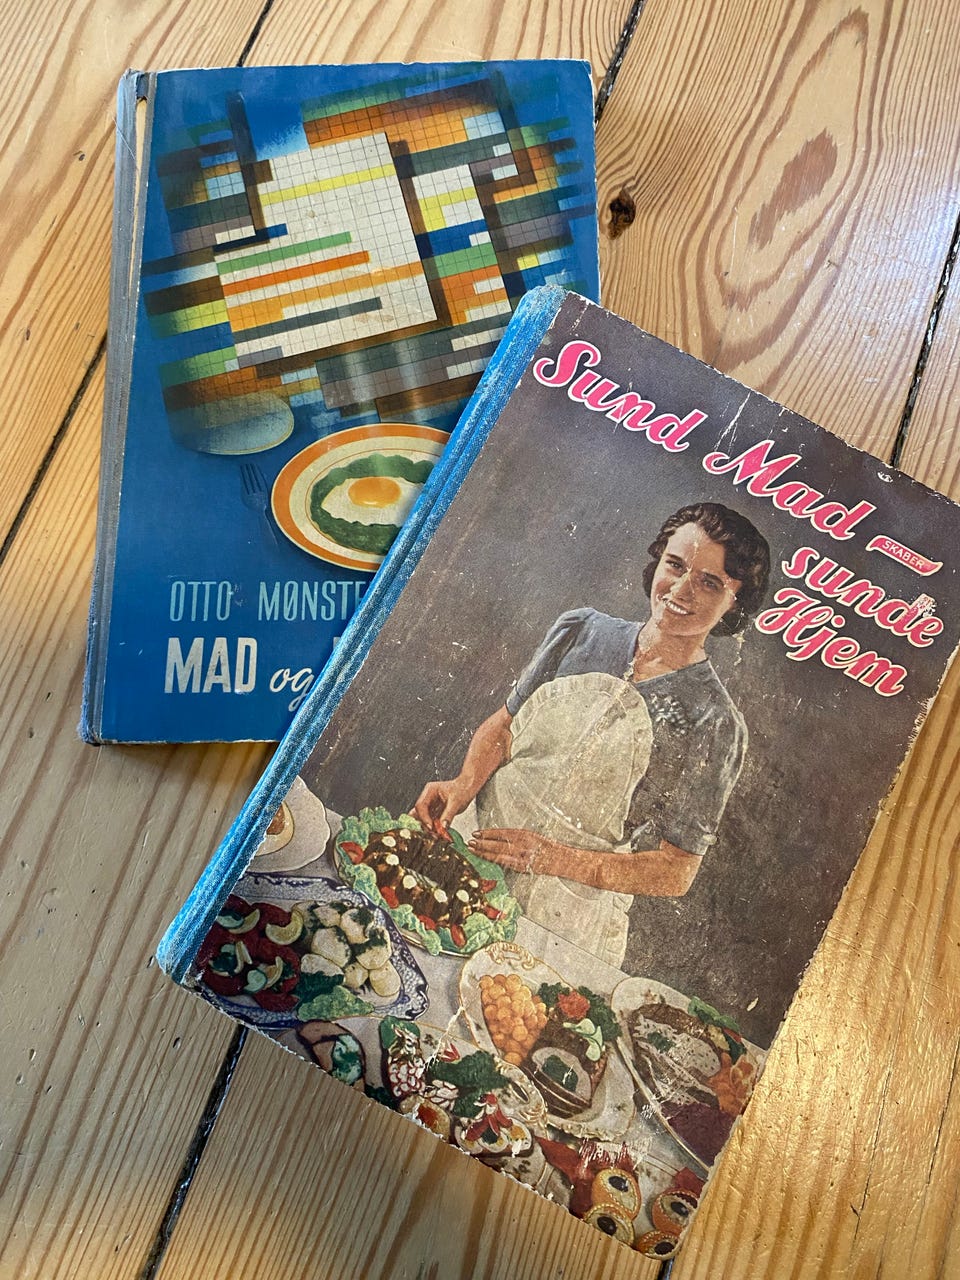 OTTO MØNSTE
MAD og
Sund Mad
SKABER
sunde
Hjem